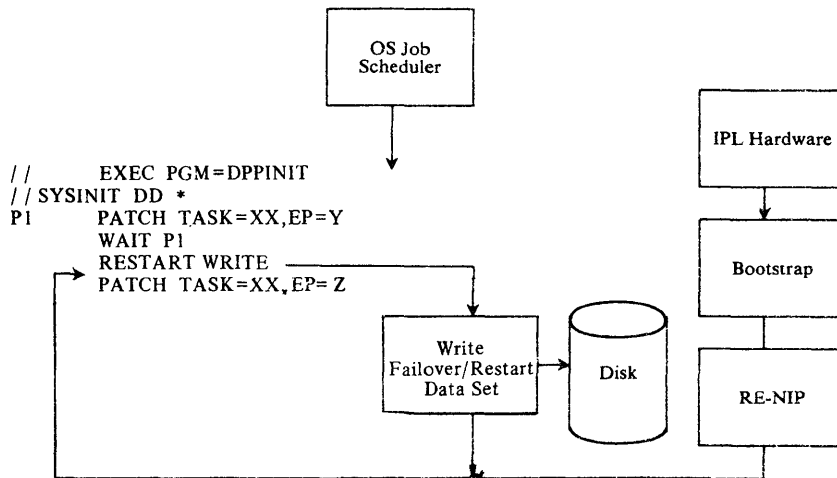 OS Job
Scheduler
IPL Hardware
// EXEC PGM=DPPINIT
//SYSINIT DD *
P1 PATCH TASK=XX,EP=Y
WAIT P1
RESTART WRITE
PATCH TASK=XX,EP=Z
Bootstrap
Write
Failover/Restart
Data Set
Disk
RE-NIP